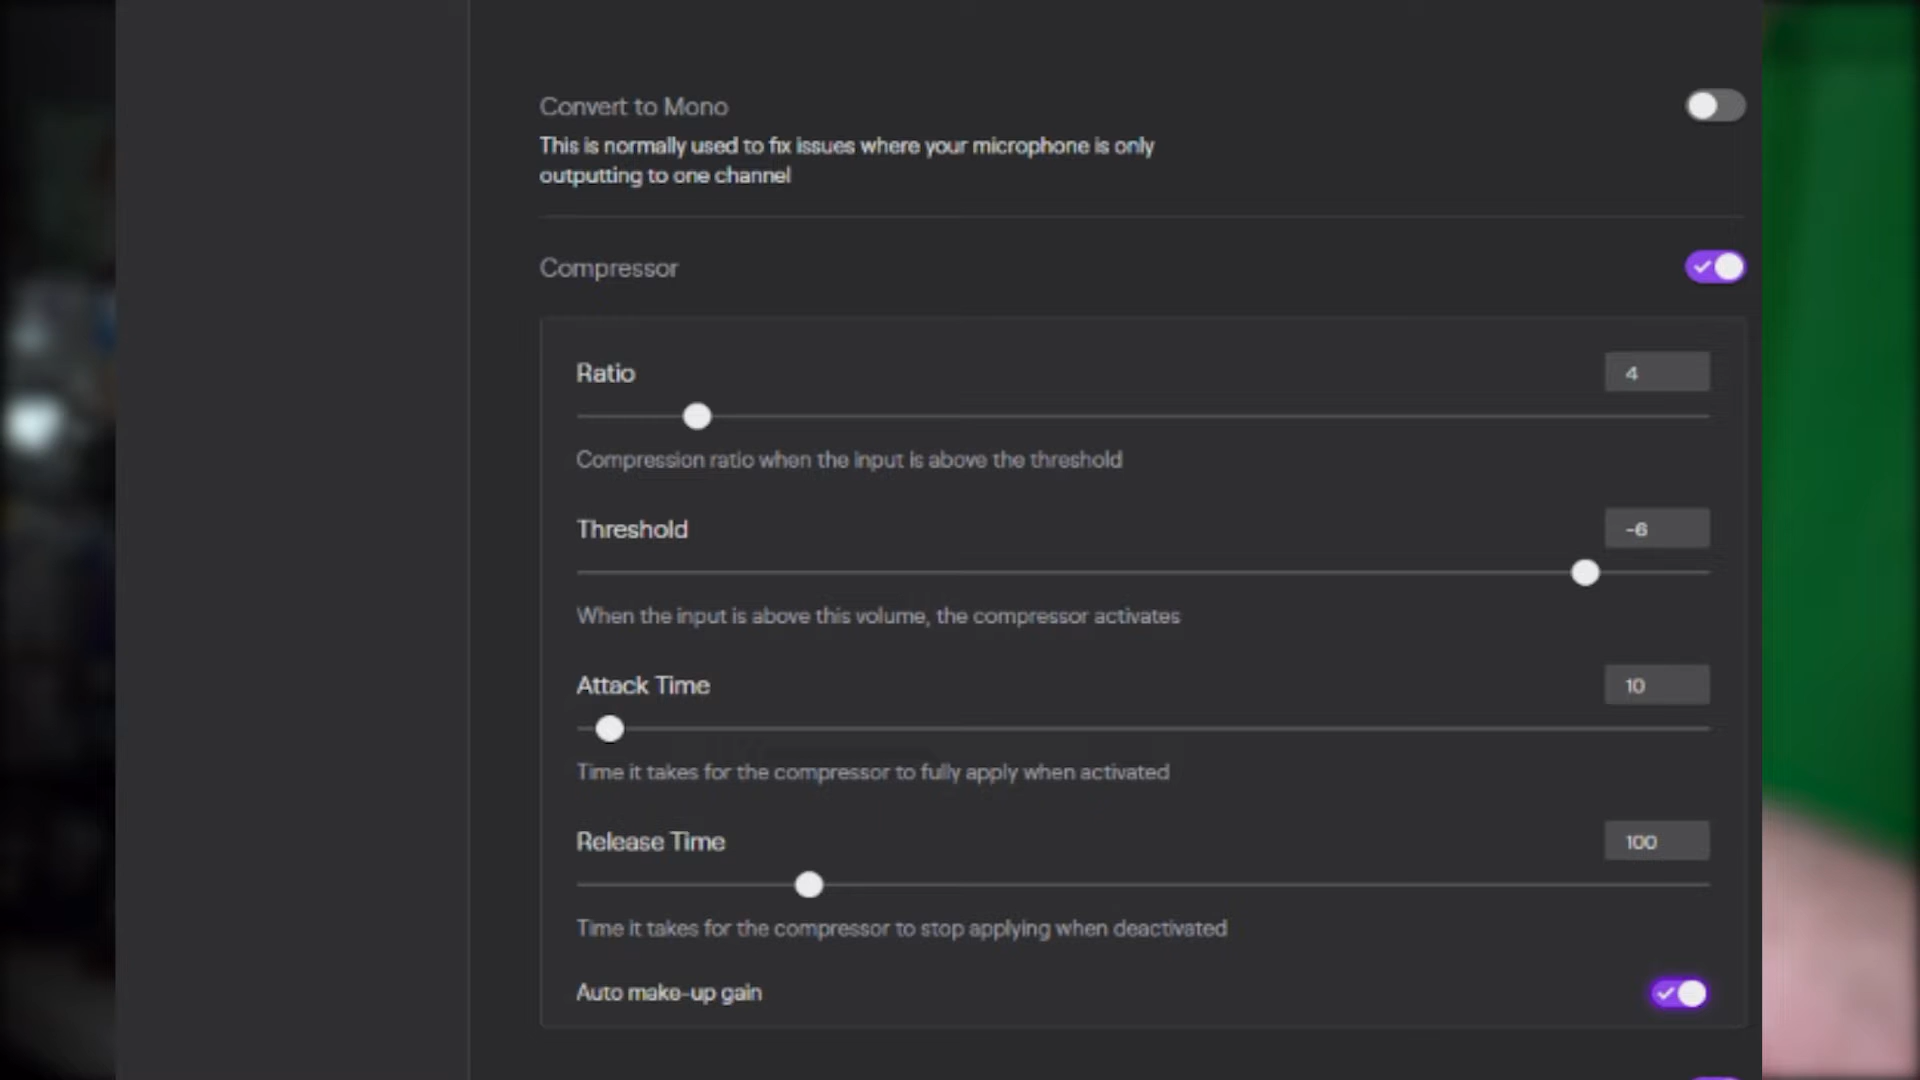 Convert to Mono
This is normally used to fix issues where your microphone is only
outputting to one channel
Compressor
Ratio
4
Compression ratio when the input is above the threshold
Threshold
-6
When the input is above this volume, the compressor activates
Attack Time
10
Time it takes for the compressor to fully apply when activated
Release Time
100
Time it takes for the compressor to stop applying when deactivated
Auto make-up gain